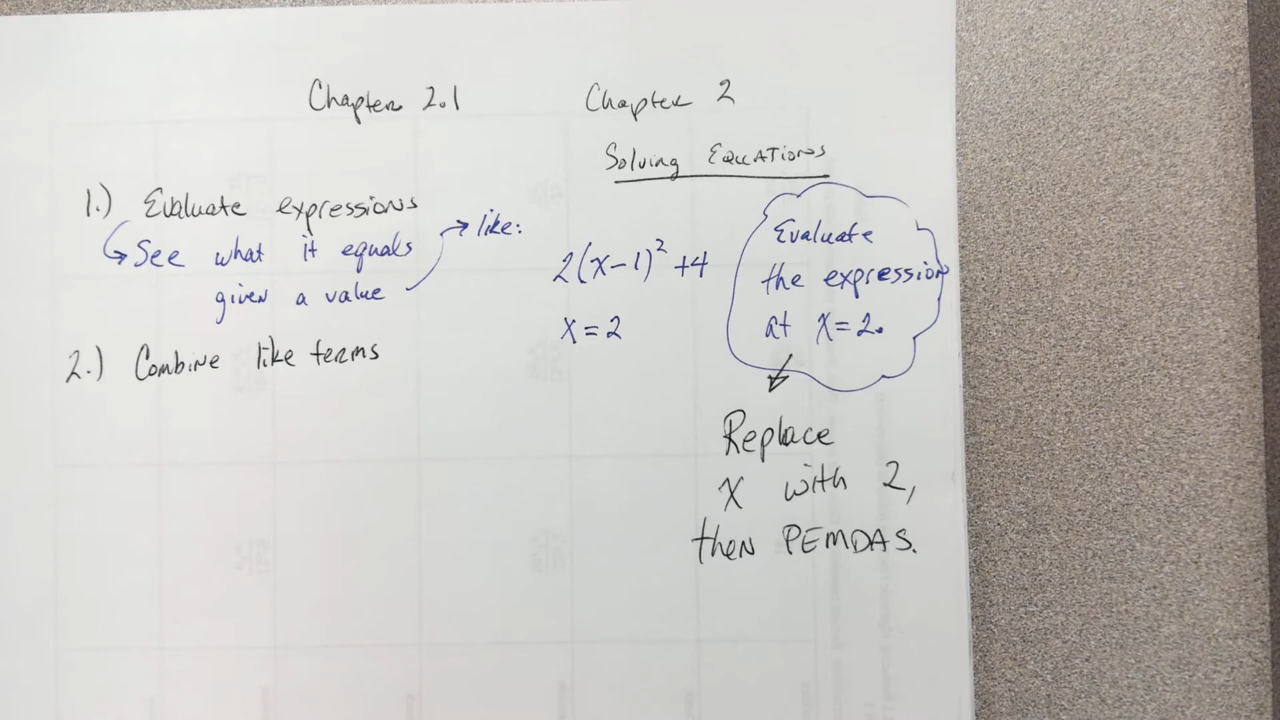 Chapter 2.1
Chapter 2
Solving Equations
1.) Evaluate expressions
See what it equals
given a value
like:
2(x-1)² +4
x = 2
Evaluate
the expression
at x = 2.
2.) Combine like terms
Replace
x with 2,
then PEMDAS.